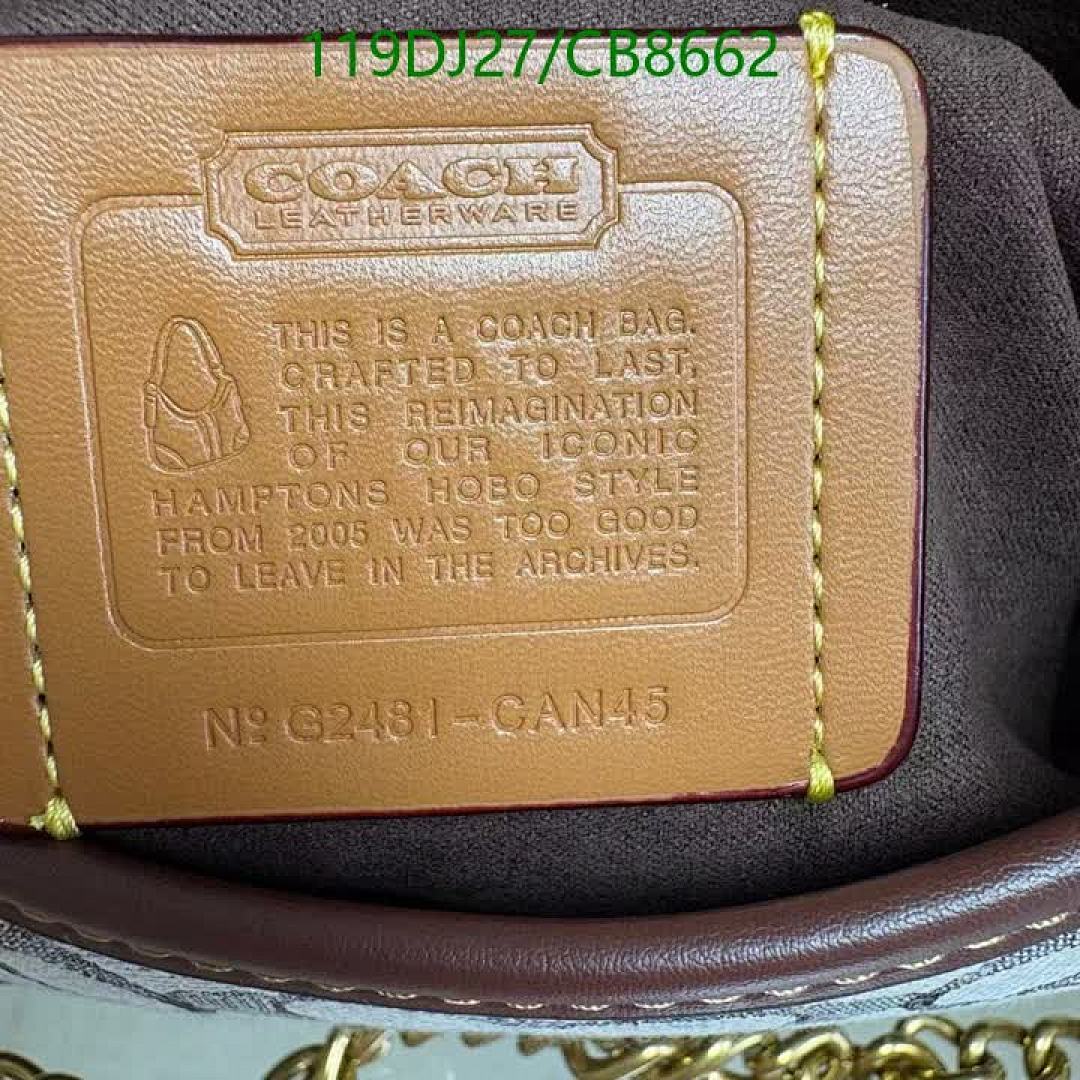 119DJ27/CB8662
COACH
LEATHERWARE
THIS IS A COACH BAG.
CRAFTED TO LAST,
THIS REIMAGINATION
OF OUR ICONIC
HAMPTONS HOBO STYLE
FROM 2005 WAS TOO GOOD
TO LEAVE IN THE ARCHIVES.
Nº G2481-CAN45